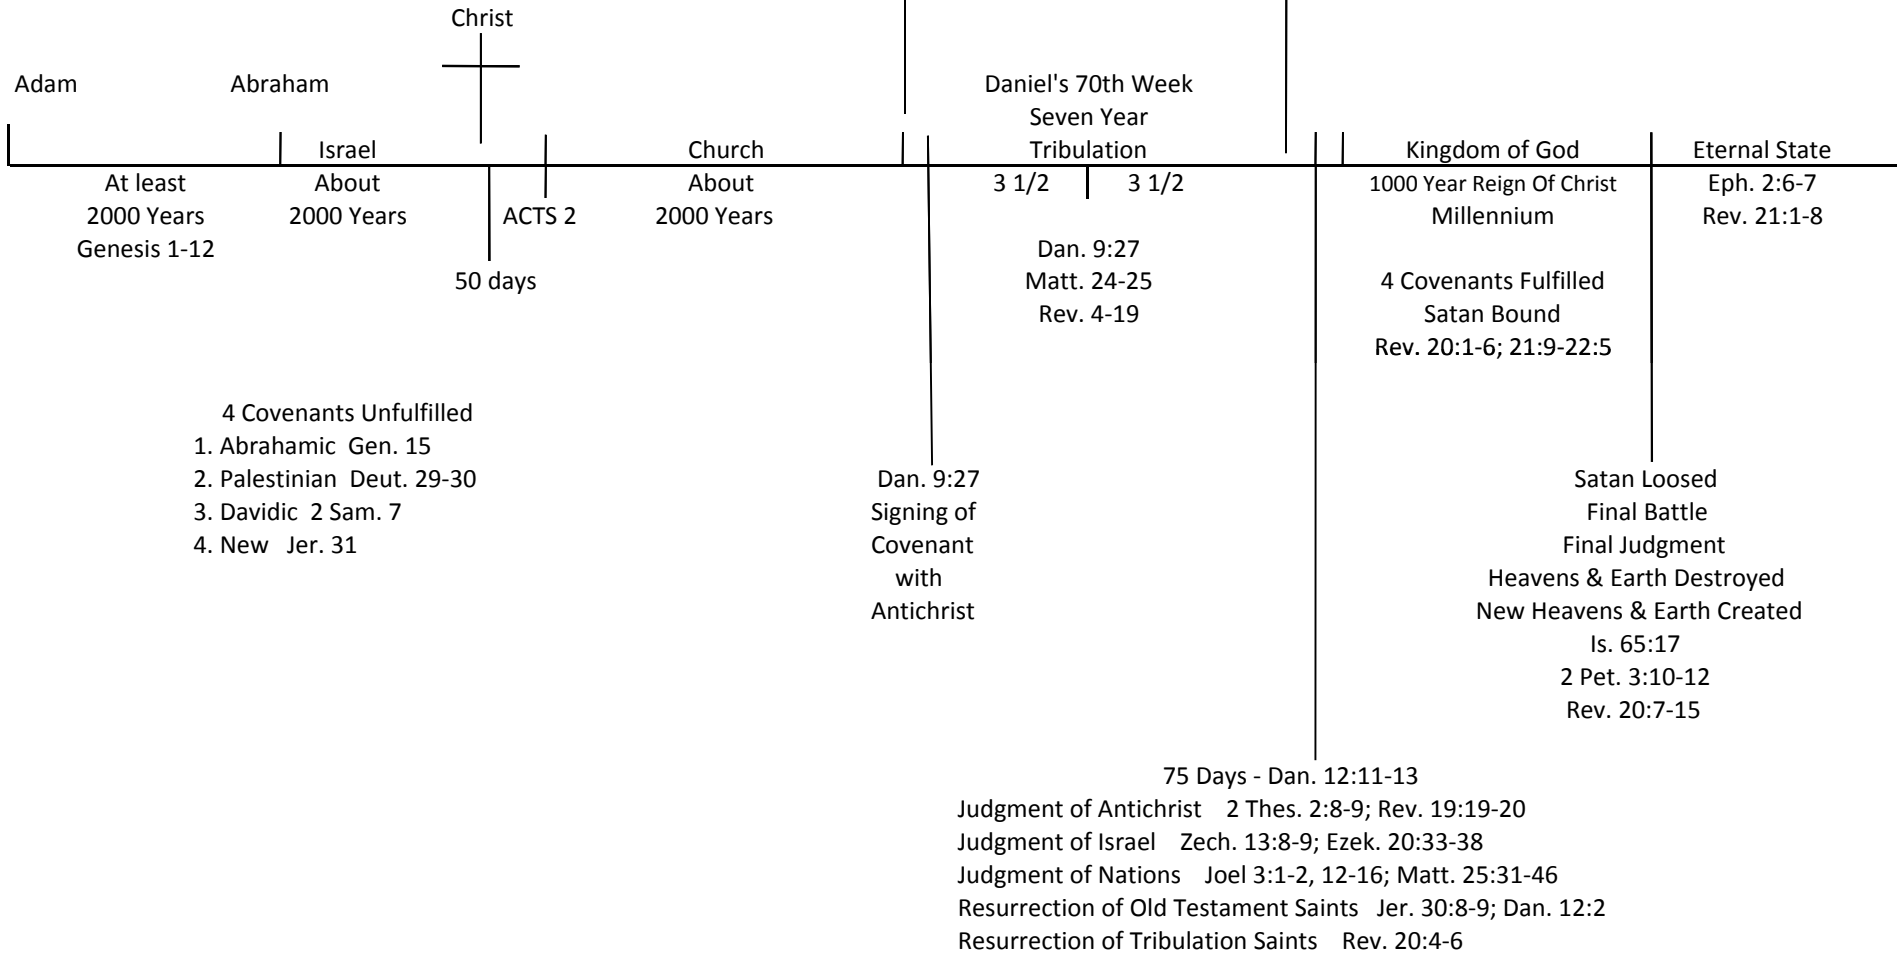 Christ
Adam
Abraham
Daniel's 70th Week
Seven Year
Tribulation
Israel
Church
Kingdom of God
Eternal State
At least
2000 Years
Genesis 1-12
About
2000 Years
ACTS 2
50 days
About
2000 Years
3 1/2
3 1/2
Dan. 9:27
Matt. 24-25
Rev. 4-19
1000 Year Reign Of Christ
Millennium
4 Covenants Fulfilled
Satan Bound
Rev. 20:1-6; 21:9-22:5
Eph. 2:6-7
Rev. 21:1-8
4 Covenants Unfulfilled
1. Abrahamic Gen. 15
2. Palestinian Deut. 29-30
3. Davidic 2 Sam. 7
4. New Jer. 31
Dan. 9:27
Signing of
Covenant
with
Antichrist
Satan Loosed
Final Battle
Final Judgment
Heavens & Earth Destroyed
New Heavens & Earth Created
Is. 65:17
2 Pet. 3:10-12
Rev. 20:7-15
75 Days - Dan. 12:11-13
Judgment of Antichrist 2 Thes. 2:8-9; Rev. 19:19-20
Judgment of Israel Zech. 13:8-9; Ezek. 20:33-38
Judgment of Nations Joel 3:1-2, 12-16; Matt. 25:31-46
Resurrection of Old Testament Saints Jer. 30:8-9; Dan. 12:2
Resurrection of Tribulation Saints Rev. 20:4-6